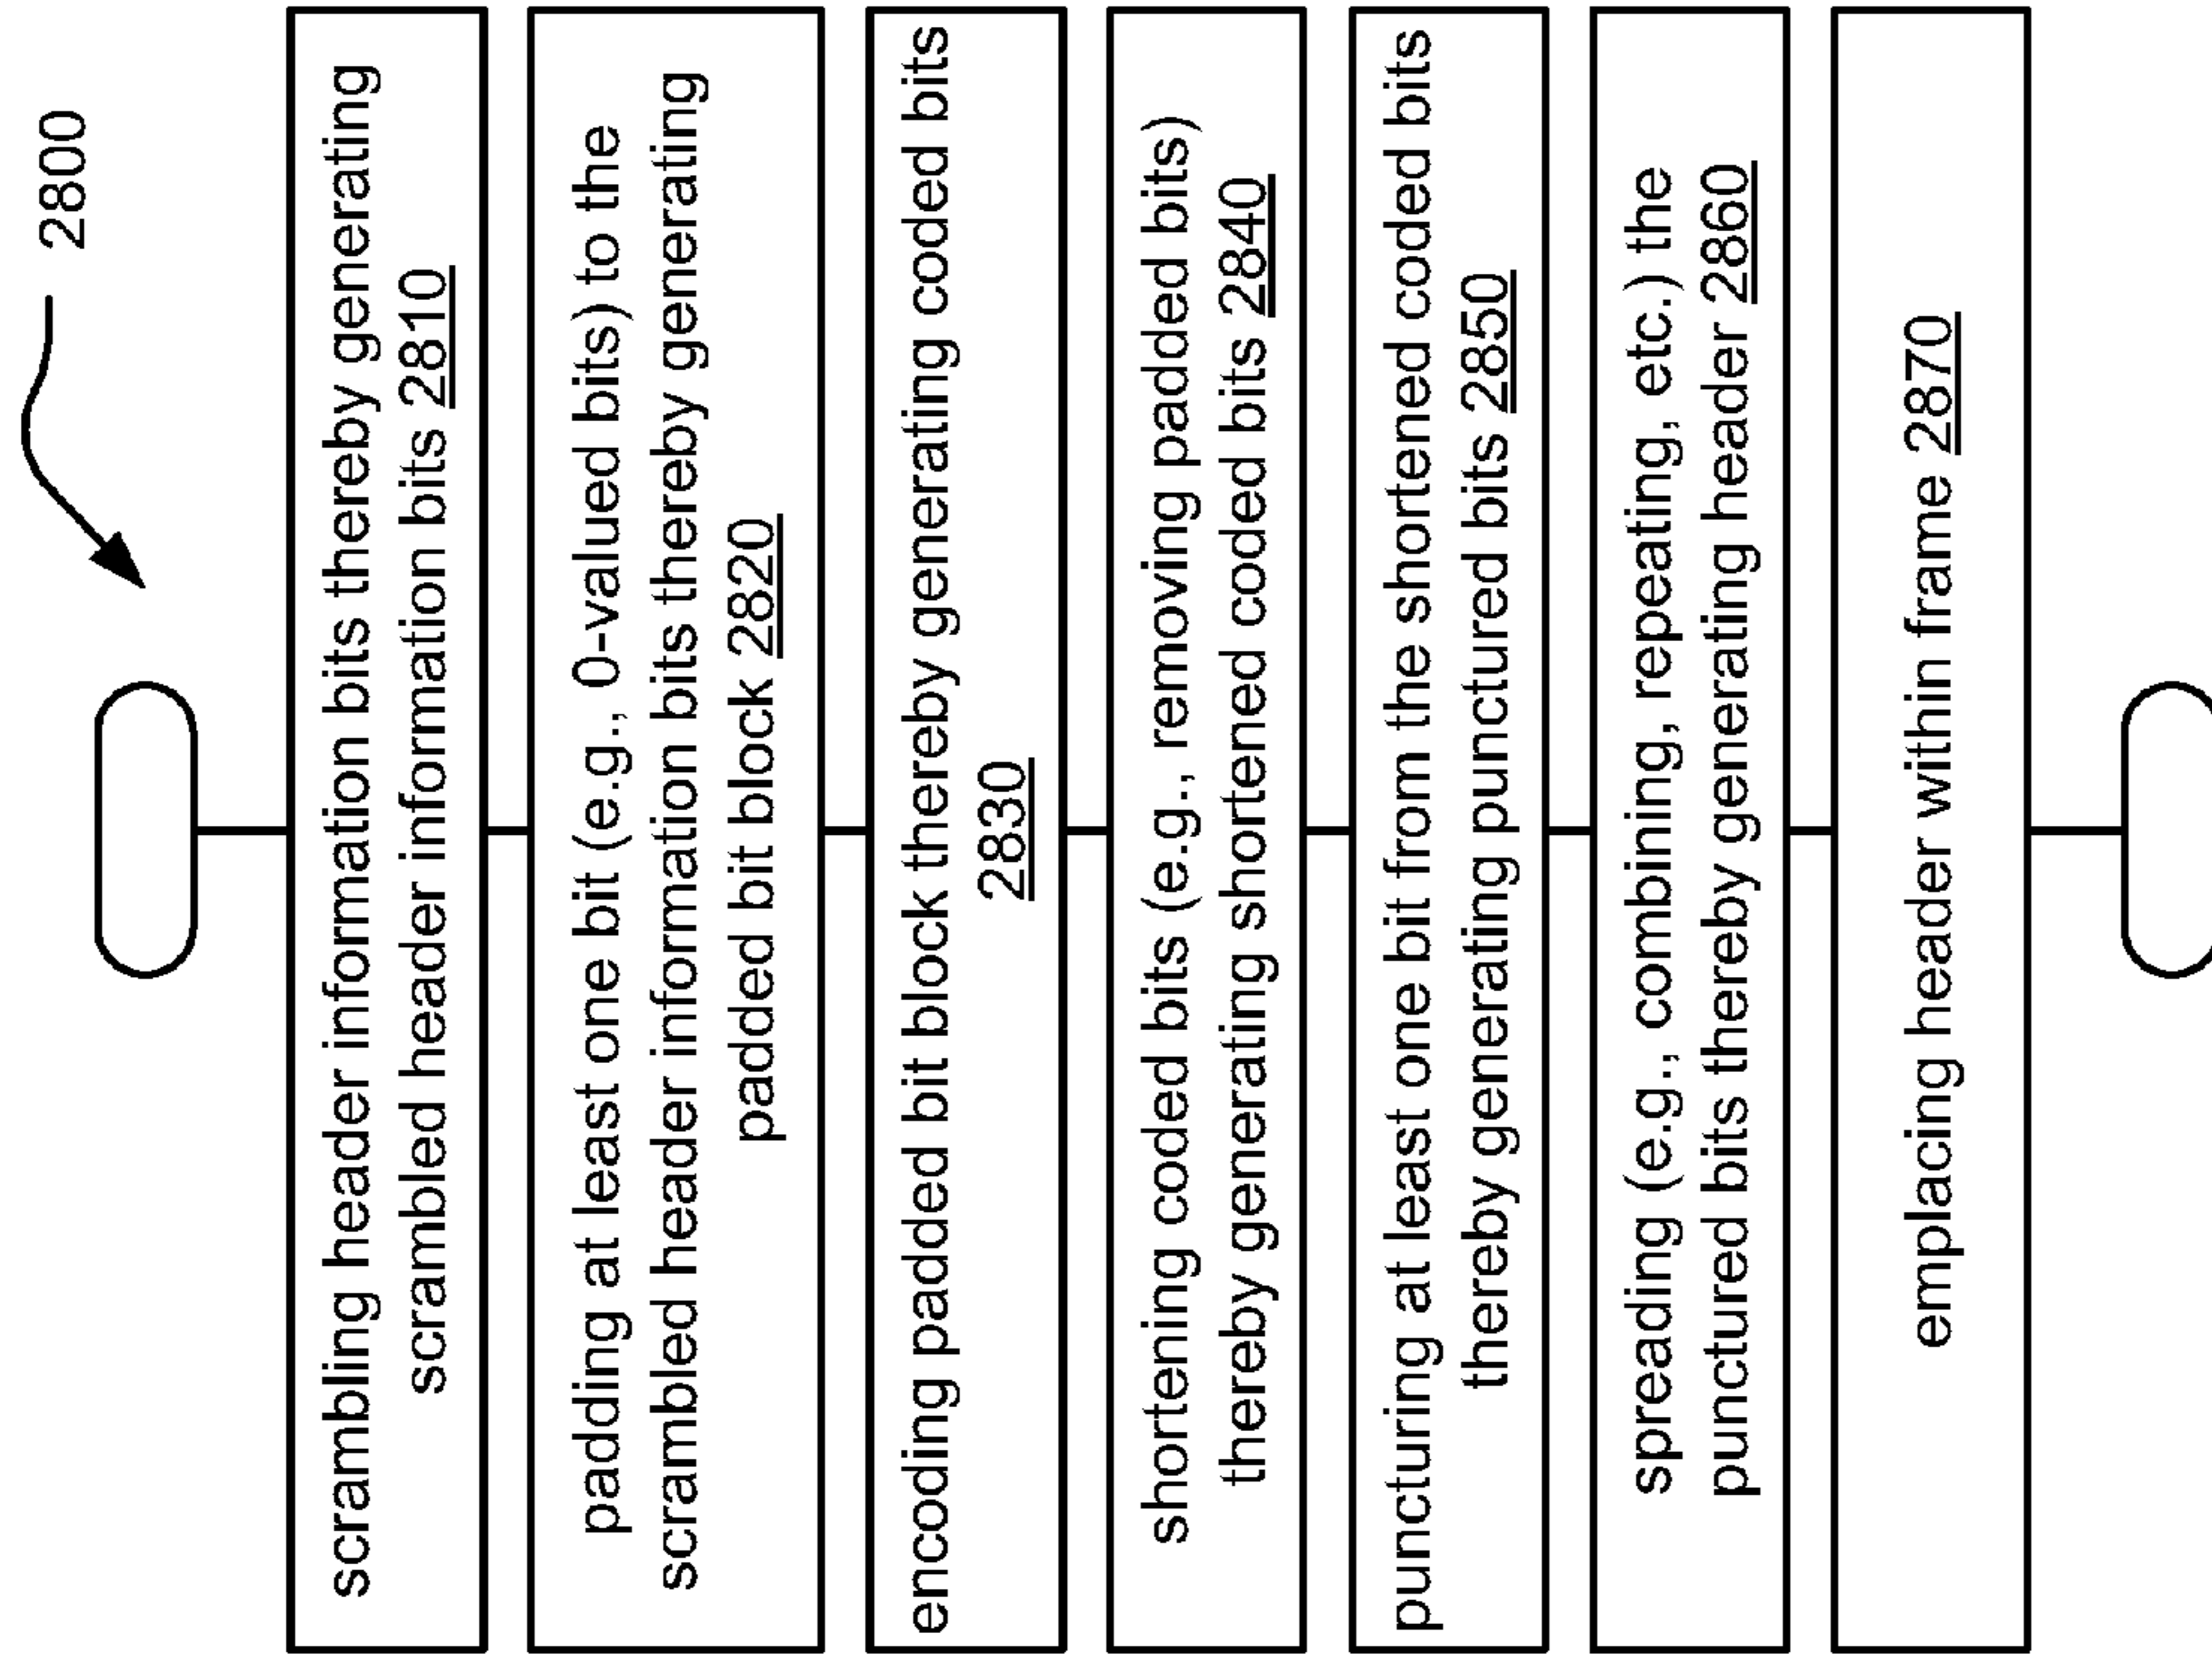 2800
scrambling header information bits thereby generating
scrambled header information bits 2810
padding at least one bit (e.g., 0-valued bits) to the
scrambled header information bits thereby generating
padded bit block 2820
encoding padded bit block thereby generating coded bits
2830
shortening coded bits (e.g., removing padded bits)
thereby generating shortened coded bits 2840
puncturing at least one bit from the shortened coded bits
thereby generating punctured bits 2850
spreading (e.g., combining, repeating, etc.) the
punctured bits thereby generating header 2860
emplacing header within frame 2870